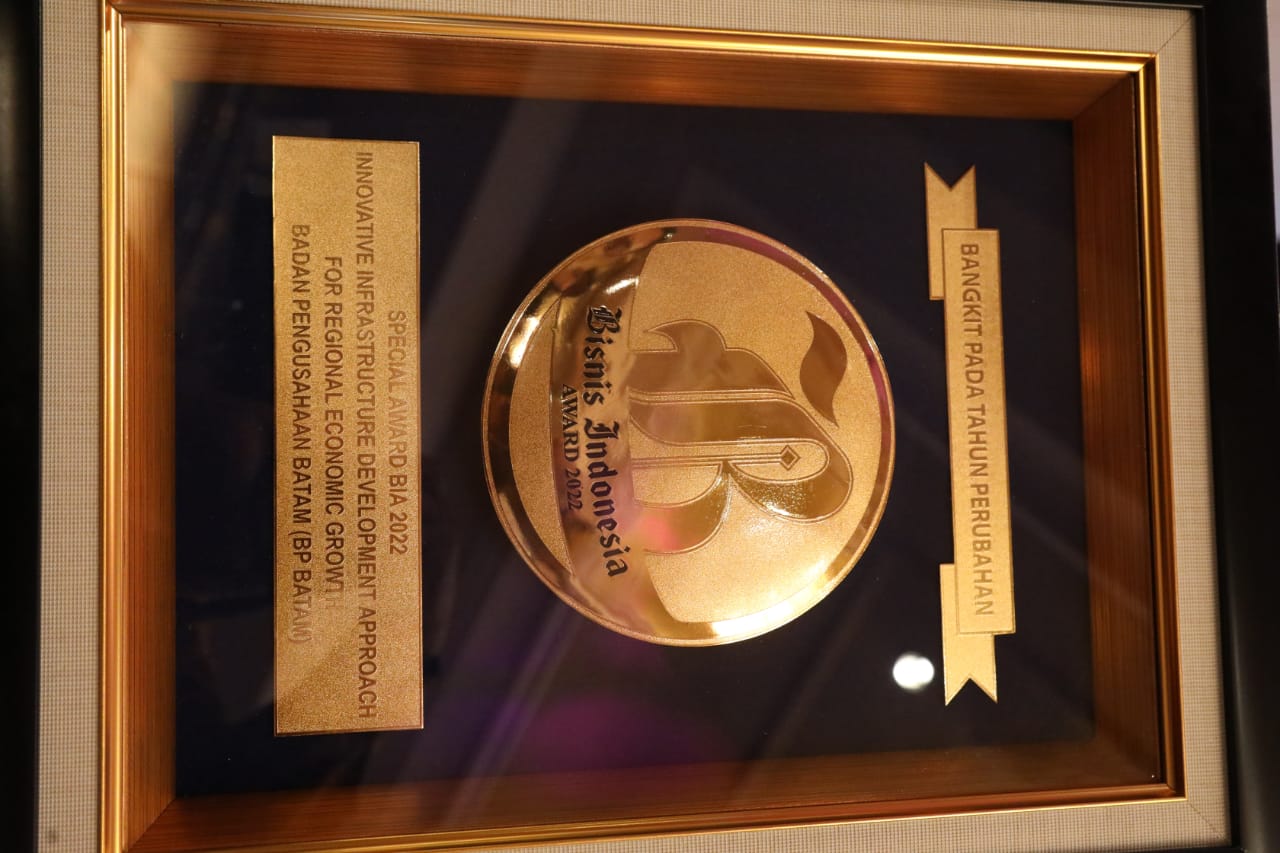 BANGKIT PADA TAHUN PERUBAHAN
B
Bisnis Indonesia
AWARD 2022
SPECIAL AWARD BIA 2022
INNOVATIVE INFRASTRUCTURE DEVELOPMENT APPROACH
FOR REGIONAL ECONOMIC GROWTH
BADAN PENGUSAHAAN BATAM (BP BATAM)